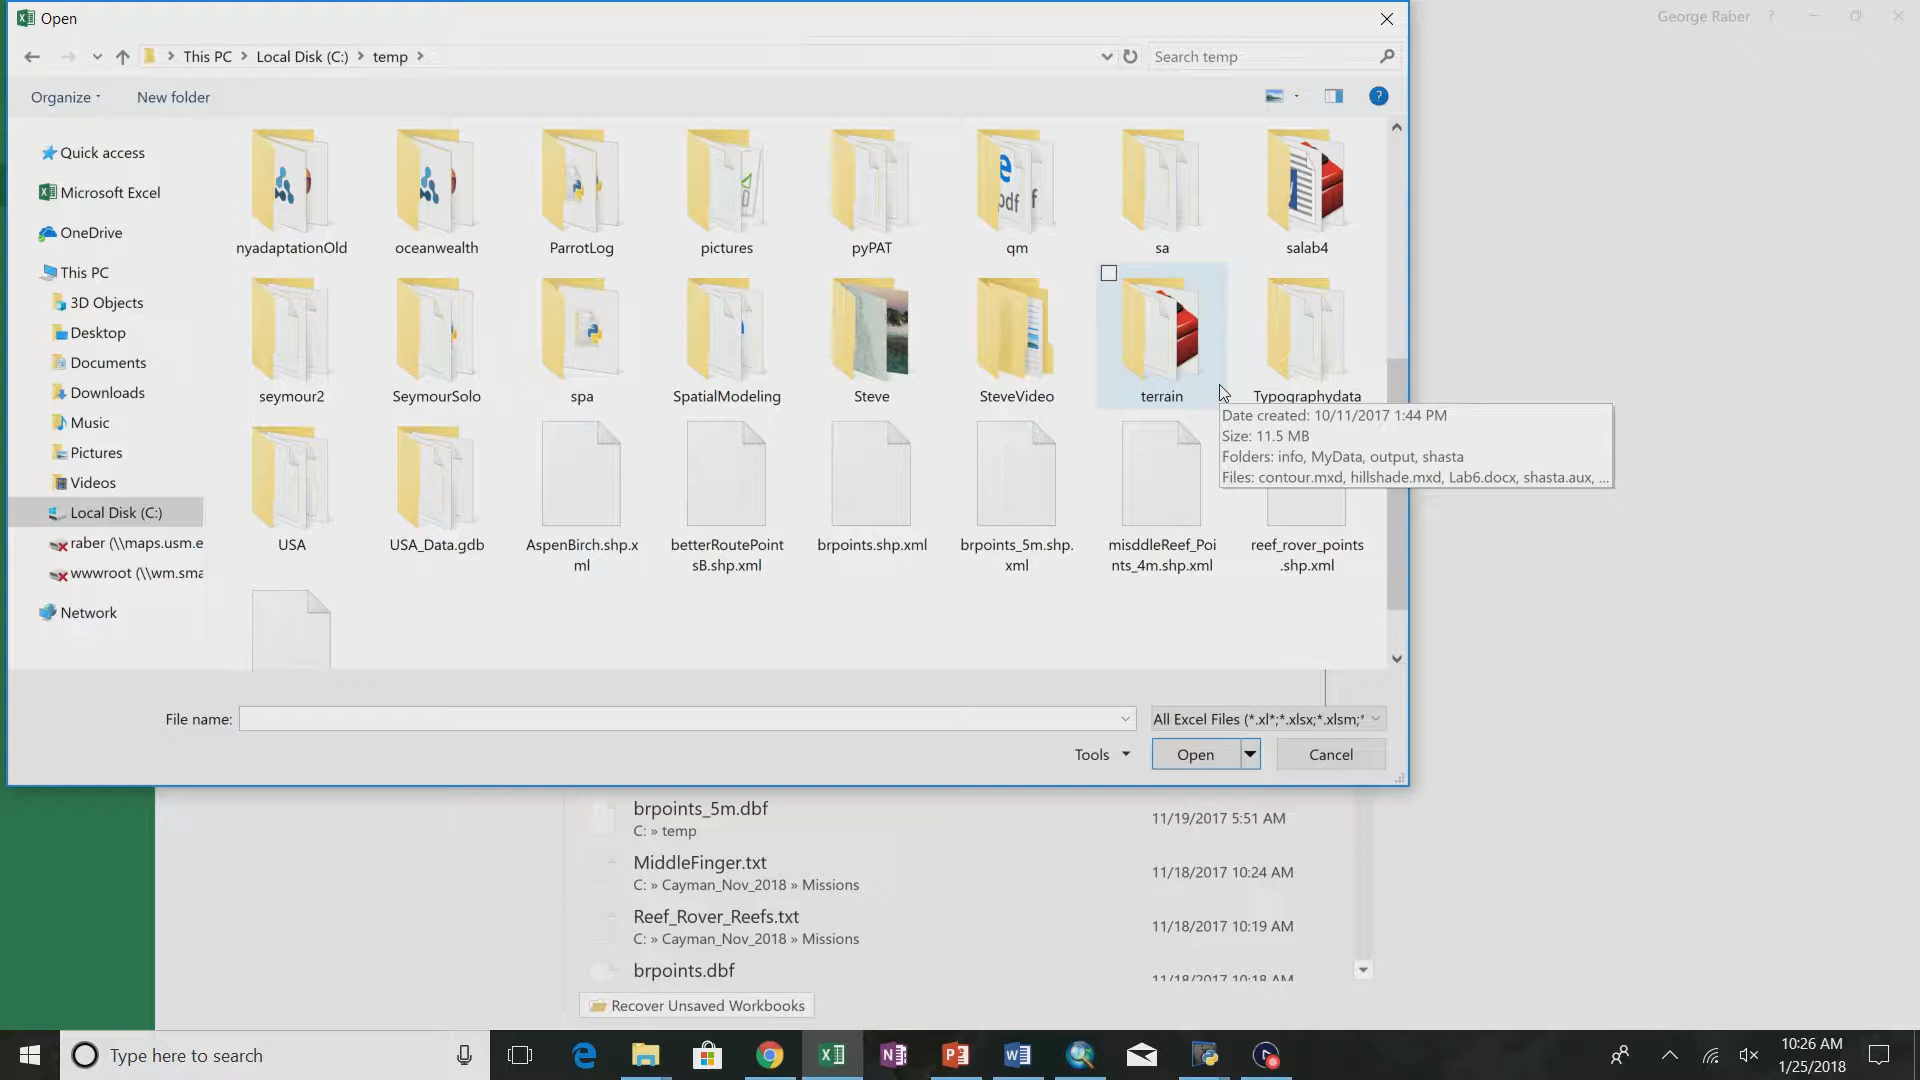 Open
George Raber
?
This PC
Local Disk (C:)
temp
Search temp
Organize
New folder
?
Quick access
Microsoft Excel
OneDrive
This PC
3D Objects
Desktop
Documents
Downloads
Music
Pictures
Videos
Local Disk (C:)
raber (\\maps.usm.e
wwwroot (\\wm.sma
Network
pdf f
nyadaptationOld
oceanwealth
ParrotLog
pictures
pyPAT
qm
sa
salab4
seymour2
SeymourSolo
spa
SpatialModeling
Steve
SteveVideo
terrain
Typographydata
Date created: 10/11/2017 1:44 PM
Size: 11.5 MB
Folders: info, MyData, output, shasta
Files: contour.mxd, hillshade.mxd, Lab6.docx, shasta.aux, ...
USA
USA_Data.gdb
AspenBirch.shp.x
ml
betterRoutePoint
sB.shp.xml
brpoints.shp.xml
brpoints_5m.shp.
xml
misddleReef_Poi
nts_4m.shp.xml
reef_rover_points
.shp.xml
File name:
All Excel Files (*.xl*;*.xlsx;*.xlsm;*
Tools
Open
Cancel
brpoints_5m.dbf
C: » temp
11/19/2017 5:51 AM
MiddleFinger.txt
C: » Cayman_Nov_2018 » Missions
11/18/2017 10:24 AM
Reef_Rover_Reefs.txt
C: » Cayman_Nov_2018 » Missions
11/18/2017 10:19 AM
brpoints.dbf
11/18/2017 10:18 AM
Recover Unsaved Workbooks
Type here to search
10:26 AM
1/25/2018